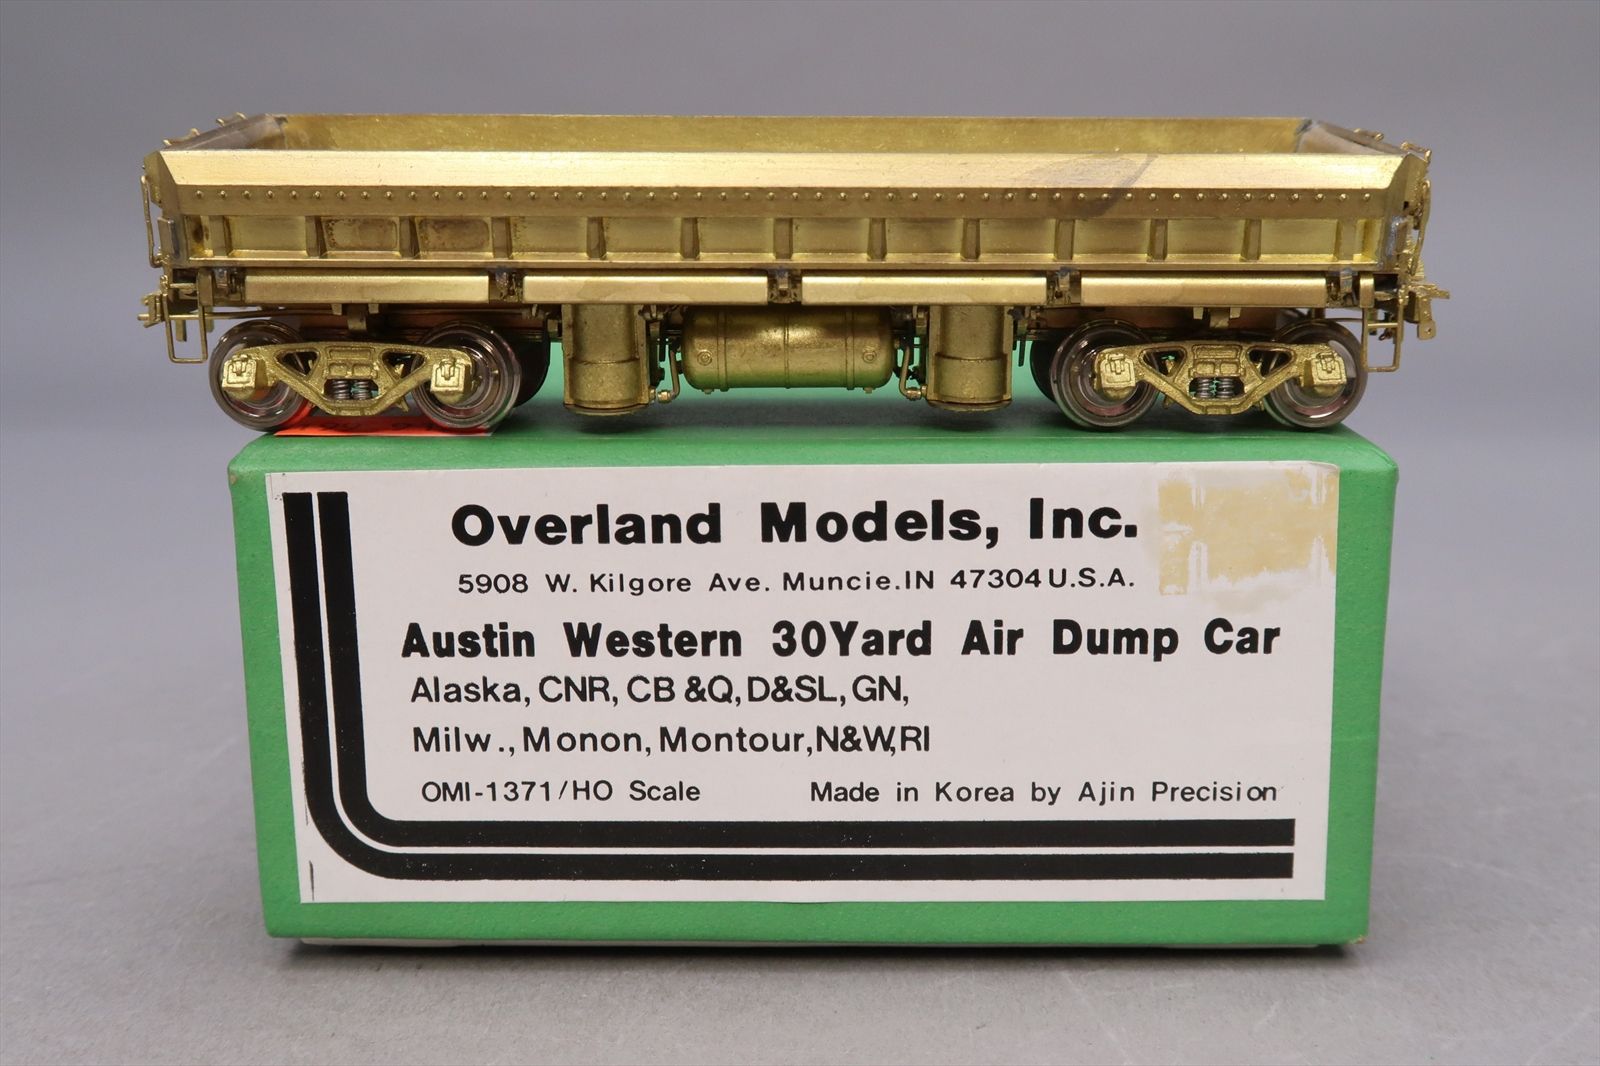 Overland Models, Inc.
5908 W. Kilgore Ave. Muncie.IN 47304 U.S.A.
Austin Western 30Yard Air Dump Car
Alaska, CNR, CB &Q, D&SL, GN,
Milw., Monon, Montour, N&W, RI
OMI-1371/HO Scale Made in Korea by Ajin Precision